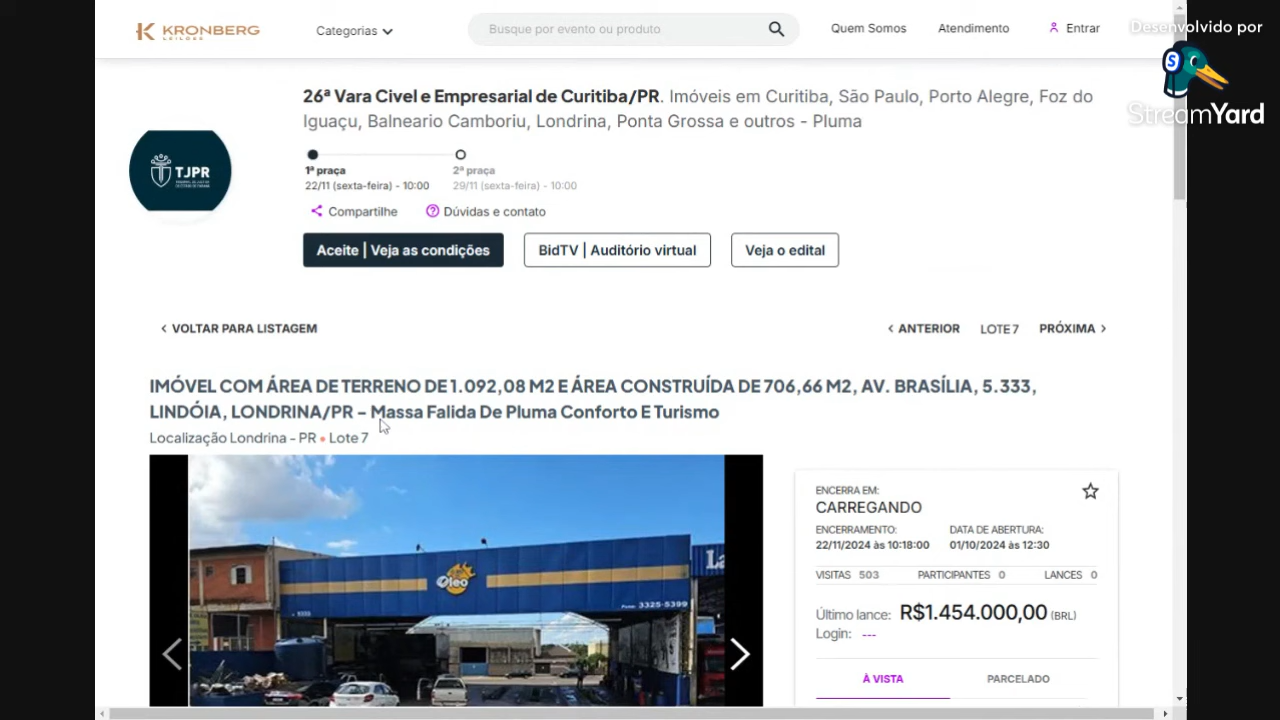 KRONBERG
LEILÕES
Categorias
Busque por evento ou produto
Quem Somos
Atendimento
Entrar
Desenvolvido por
S
StreamYard
26ª Vara Civel e Empresarial de Curitiba/PR. Imóveis em Curitiba, São Paulo, Porto Alegre, Foz do
Iguaçu, Balneario Camboriu, Londrina, Ponta Grossa e outros - Pluma
TJPR
1ª praça
2ª praça
22/11 (sexta-feira) - 10:00
29/11 (sexta-feira) - 10:00
Compartilhe
Dúvidas e contato
Aceite | Veja as condições
BidTV | Auditório virtual
Veja o edital
VOLTAR PARA LISTAGEM
ANTERIOR
LOTE 7
PRÓXIMA
IMÓVEL COM ÁREA DE TERRENO DE 1.092,08 M2 E ÁREA CONSTRUÍDA DE 706,66 M2, AV. BRASÍLIA, 5.333,
LINDÓIA, LONDRINA/PR - Massa Falida De Pluma Conforto E Turismo
Localização Londrina - PR • Lote 7
Oleo
3325-5399
ENCERRA EM:
CARREGANDO
ENCERRAMENTO:
DATA DE ABERTURA:
22/11/2024 às 10:18:00
01/10/2024 às 12:30
VISITAS 503
PARTICIPANTES 0
LANCES 0
Último lance: R$1.454.000,00 (BRL)
Login: ---
À VISTA
PARCELADO